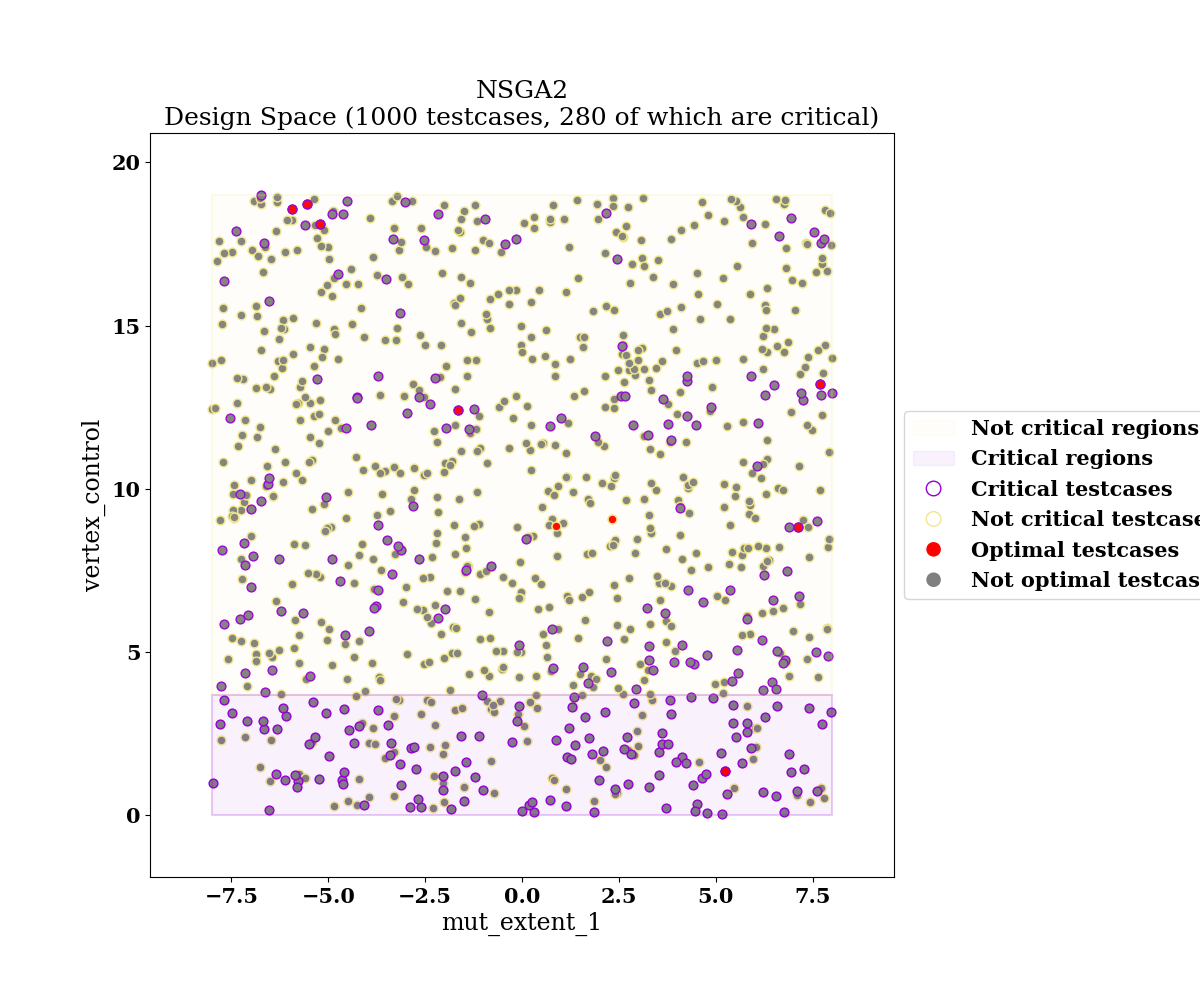 NSGA2
Design Space (1000 testcases, 280 of which are critical)
20
15
10
5
0
vertex_control
−7.5 −5.0 −2.5 0.0 2.5 5.0 7.5
mut_extent_1
Not critical regions
Critical regions
Critical testcases
Not critical testcase
Optimal testcases
Not optimal testcas